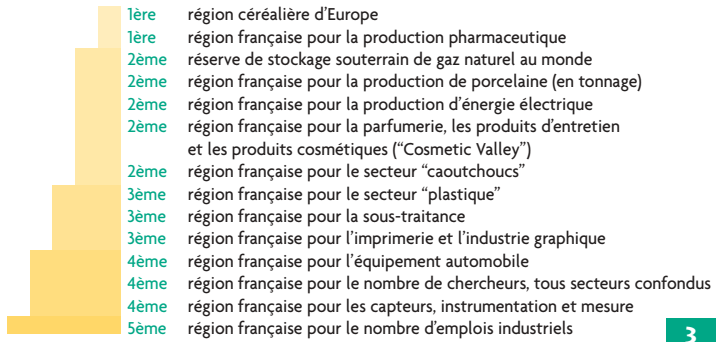 1ère région céréalière d'Europe
1ère région française pour la production pharmaceutique
2ème réserve de stockage souterrain de gaz naturel au monde
2ème région française pour la production de porcelaine (en tonnage)
2ème région française pour la production d'énergie électrique
2ème région française pour la parfumerie, les produits d'entretien
et les produits cosmétiques (“Cosmetic Valley”)
2ème région française pour le secteur “caoutchoucs”
3ème région française pour le secteur “plastique”
3ème région française pour la sous-traitance
3ème région française pour l'imprimerie et l'industrie graphique
4ème région française pour l'équipement automobile
4ème région française pour le nombre de chercheurs, tous secteurs confondus
4ème région française pour les capteurs, instrumentation et mesure
5ème région française pour le nombre d'emplois industriels
3